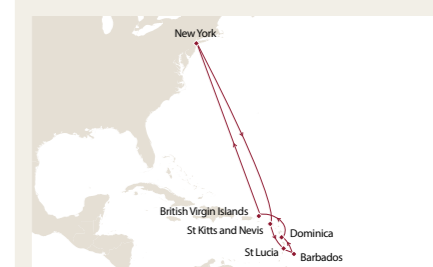 New York
British Virgin Islands
St Kitts and Nevis
Dominica
St Lucia
Barbados